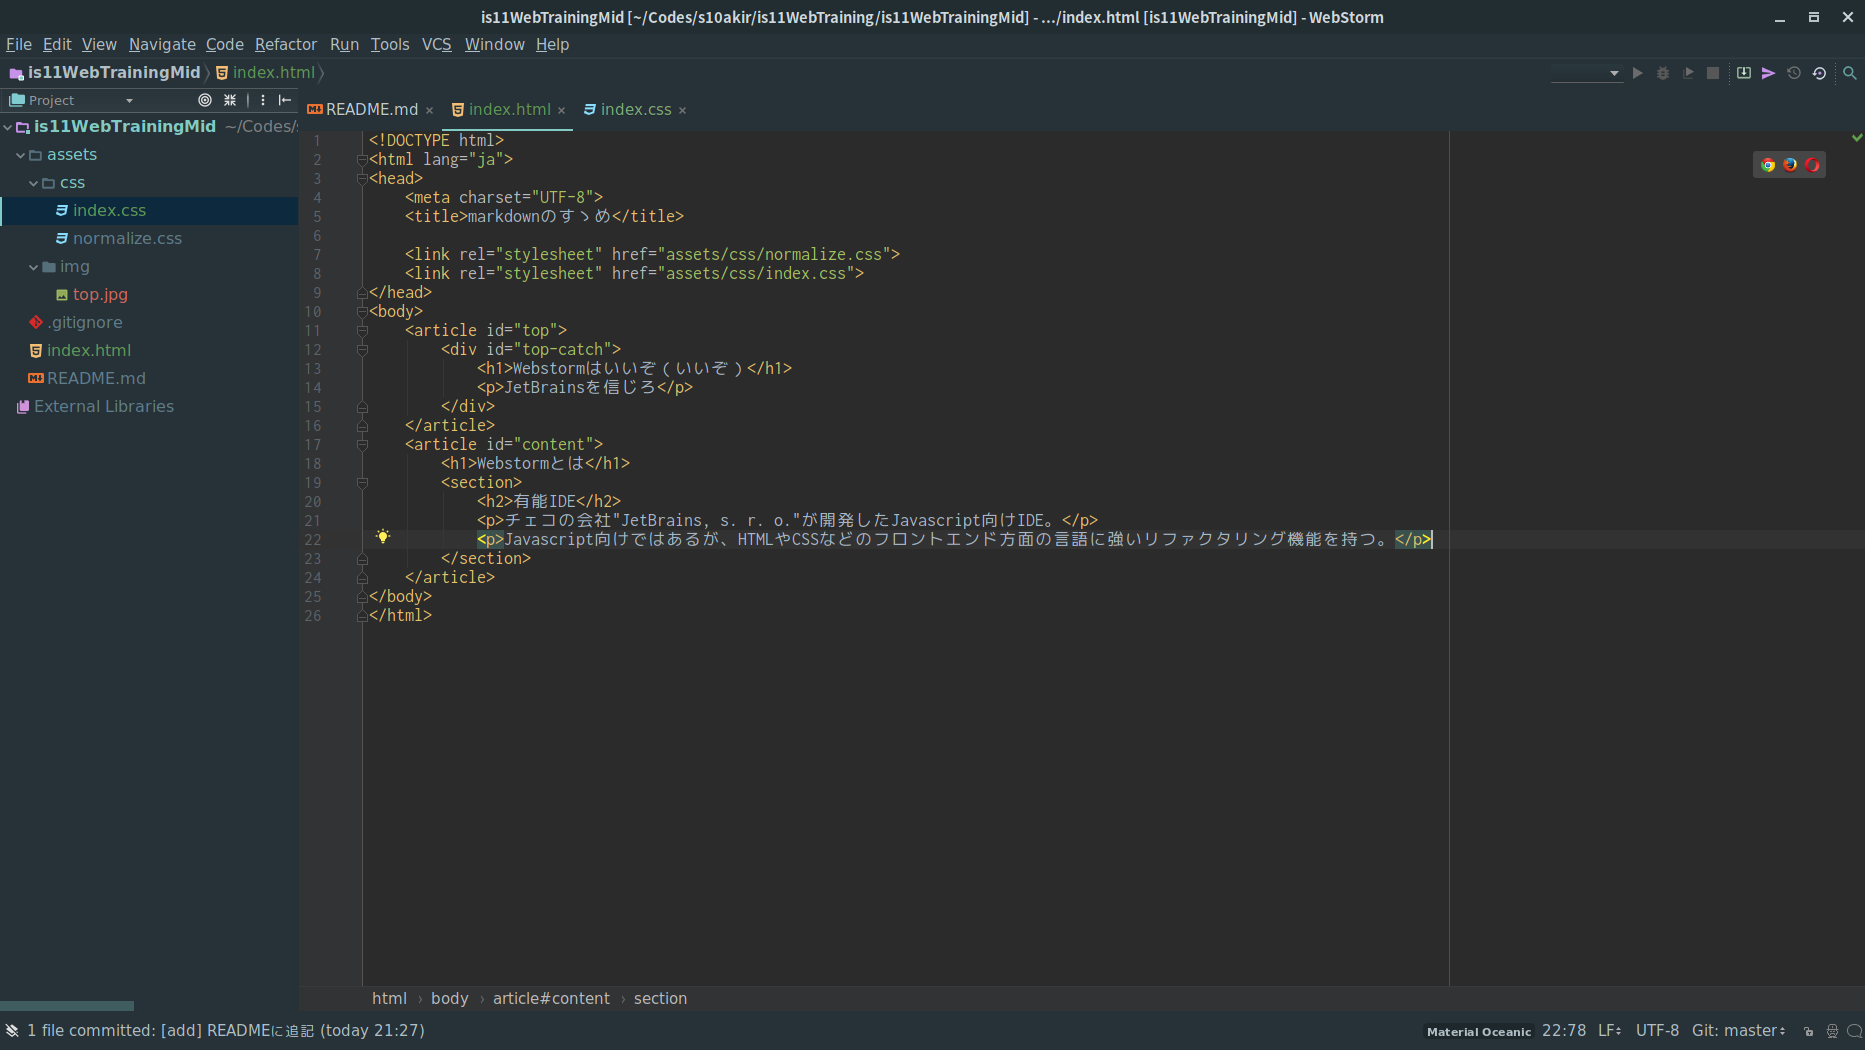 is11WebTrainingMid [~/Codes/s10akir/is11WebTraining/is11WebTrainingMid] - .../index.html [is11WebTrainingMid] - WebStorm
File Edit View Navigate Code Refactor Run Tools VCS Window Help
is11WebTrainingMid index.html
Project
README.md index.html index.css
is11WebTrainingMid ~/Codes/
assets
css
index.css
normalize.css
img
top.jpg
.gitignore
index.html
README.md
External Libraries
1 <!DOCTYPE html>
2 <html lang="ja">
3 <head>
4 <meta charset="UTF-8">
5 <title>markdownのすゝめ</title>
6
7 <link rel="stylesheet" href="assets/css/normalize.css">
8 <link rel="stylesheet" href="assets/css/index.css">
9 </head>
10 <body>
11 <article id="top">
12 <div id="top-catch">
13 <h1>Webstormはいいぞ（いいぞ）</h1>
14 <p>JetBrainsを信じろ</p>
15 </div>
16 </article>
17 <article id="content">
18 <h1>Webstormとは</h1>
19 <section>
20 <h2>有能IDE</h2>
21 <p>チェコの会社"JetBrains, s. r. o."が開発したJavascript向けIDE。</p>
22 <p>Javascript向けではあるが、HTMLやCSSなどのフロントエンド方面の言語に強いリファクタリング機能を持つ。</p>
23 </section>
24 </article>
25 </body>
26 </html>
html › body › article#content › section
1 file committed: [add] READMEに追記 (today 21:27)
Material Oceanic 22:78 LF UTF-8 Git: master